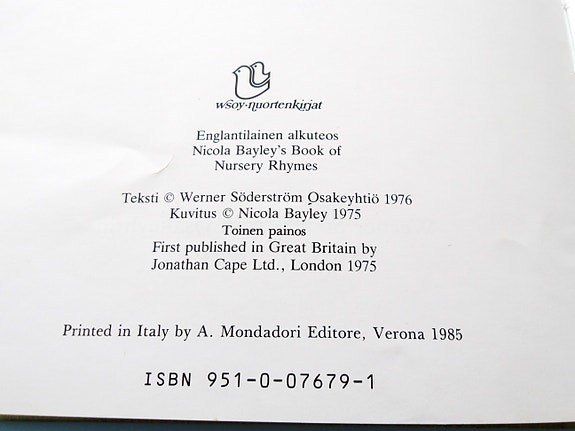 wsoy·nuortenkirjat
Englantilainen alkuteos
Nicola Bayley's Book of
Nursery Rhymes
Teksti © Werner Söderström Osakeyhtiö 1976
Kuvitus © Nicola Bayley 1975
Toinen painos
First published in Great Britain by
Jonathan Cape Ltd., London 1975
Printed in Italy by A. Mondadori Editore, Verona 1985
ISBN 951-0-07679-1